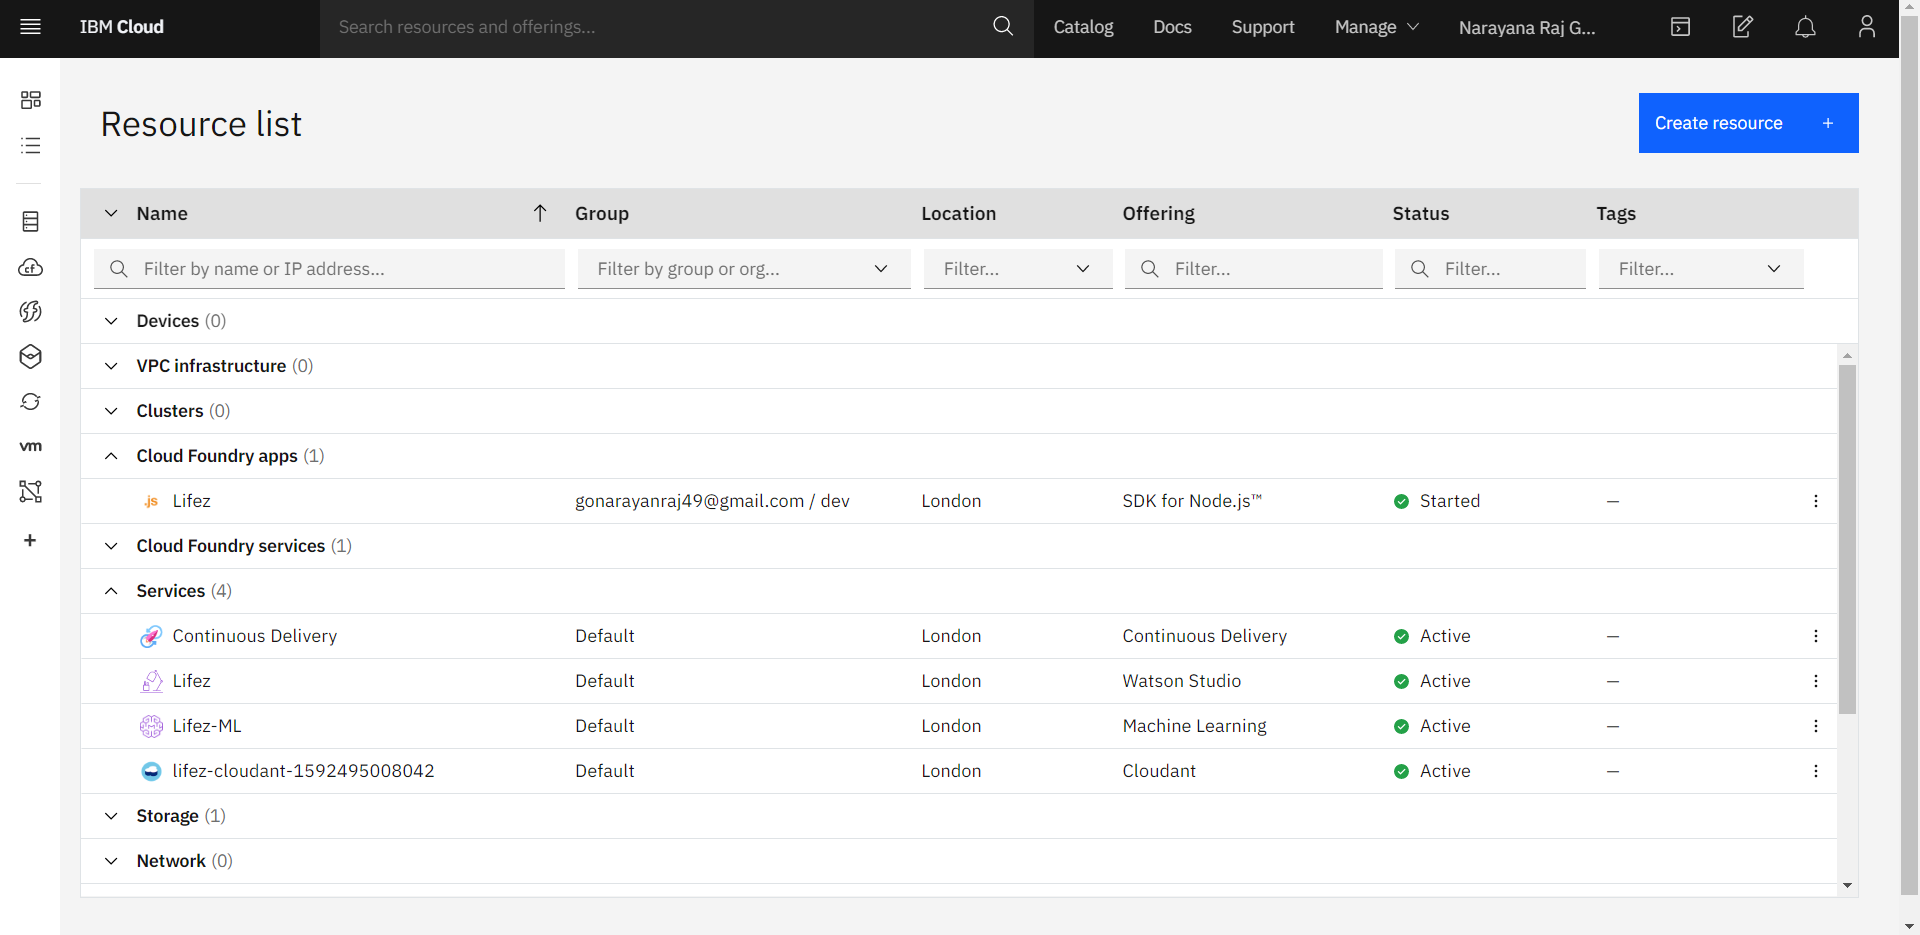 IBM Cloud
Search resources and offerings...
Catalog
Docs
Support
Manage
Narayana Raj G...
Resource list
Create resource +
Name
Group
Location
Offering
Status
Tags
Filter by name or IP address...
Filter by group or org...
Filter...
Filter...
Filter...
Filter...
Devices (0)
VPC infrastructure (0)
Clusters (0)
Cloud Foundry apps (1)
.js Lifez gonarayanraj49@gmail.com / dev London SDK for Node.js™ Started —
Cloud Foundry services (1)
Services (4)
Continuous Delivery Default London Continuous Delivery Active —
Lifez Default London Watson Studio Active —
Lifez-ML Default London Machine Learning Active —
lifez-cloudant-1592495008042 Default London Cloudant Active —
Storage (1)
Network (0)
cf
vm
+